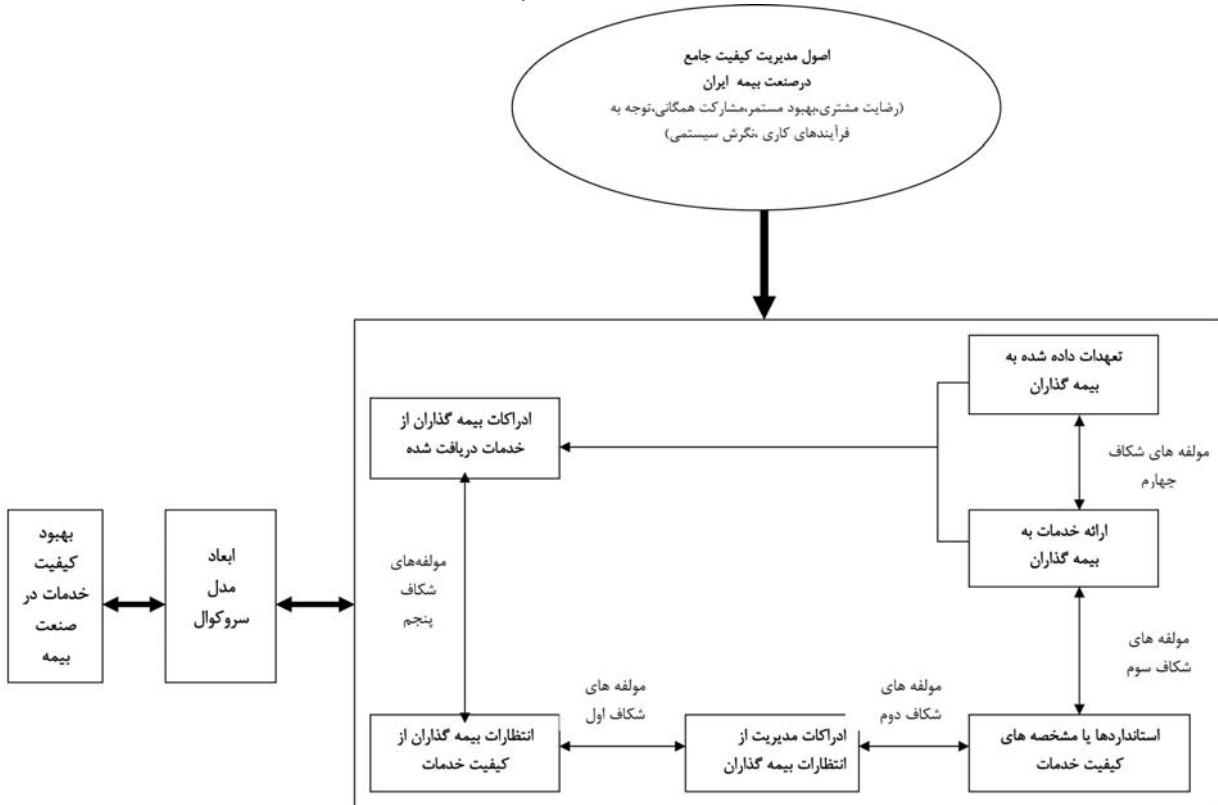 اصول مدیریت کیفیت جامع
درصنعت بیمه ایران
(رضایت مشتری،بهبود مستمر،مشارکت همگانی،توجه به
فرآیندهای کاری ،نگرش سیستمی)
تعهدات داده شده به
بیمه گذاران
ادراکات بیمه گذاران از
خدمات دریافت شده
مولفه های شکاف
چهارم
ارائه خدمات به
بیمه گذاران
بهبود
کیفیت
خدمات در
صنعت
بیمه
ابعاد
مدل
سروکوال
مولفه‌های
شکاف
پنجم
مولفه های
شکاف سوم
مولفه های
شکاف اول
مولفه های
شکاف دوم
انتظارات بیمه گذاران از
کیفیت خدمات
ادراکات مدیریت از
انتظارات بیمه گذاران
استانداردها یا مشخصه های
کیفیت خدمات